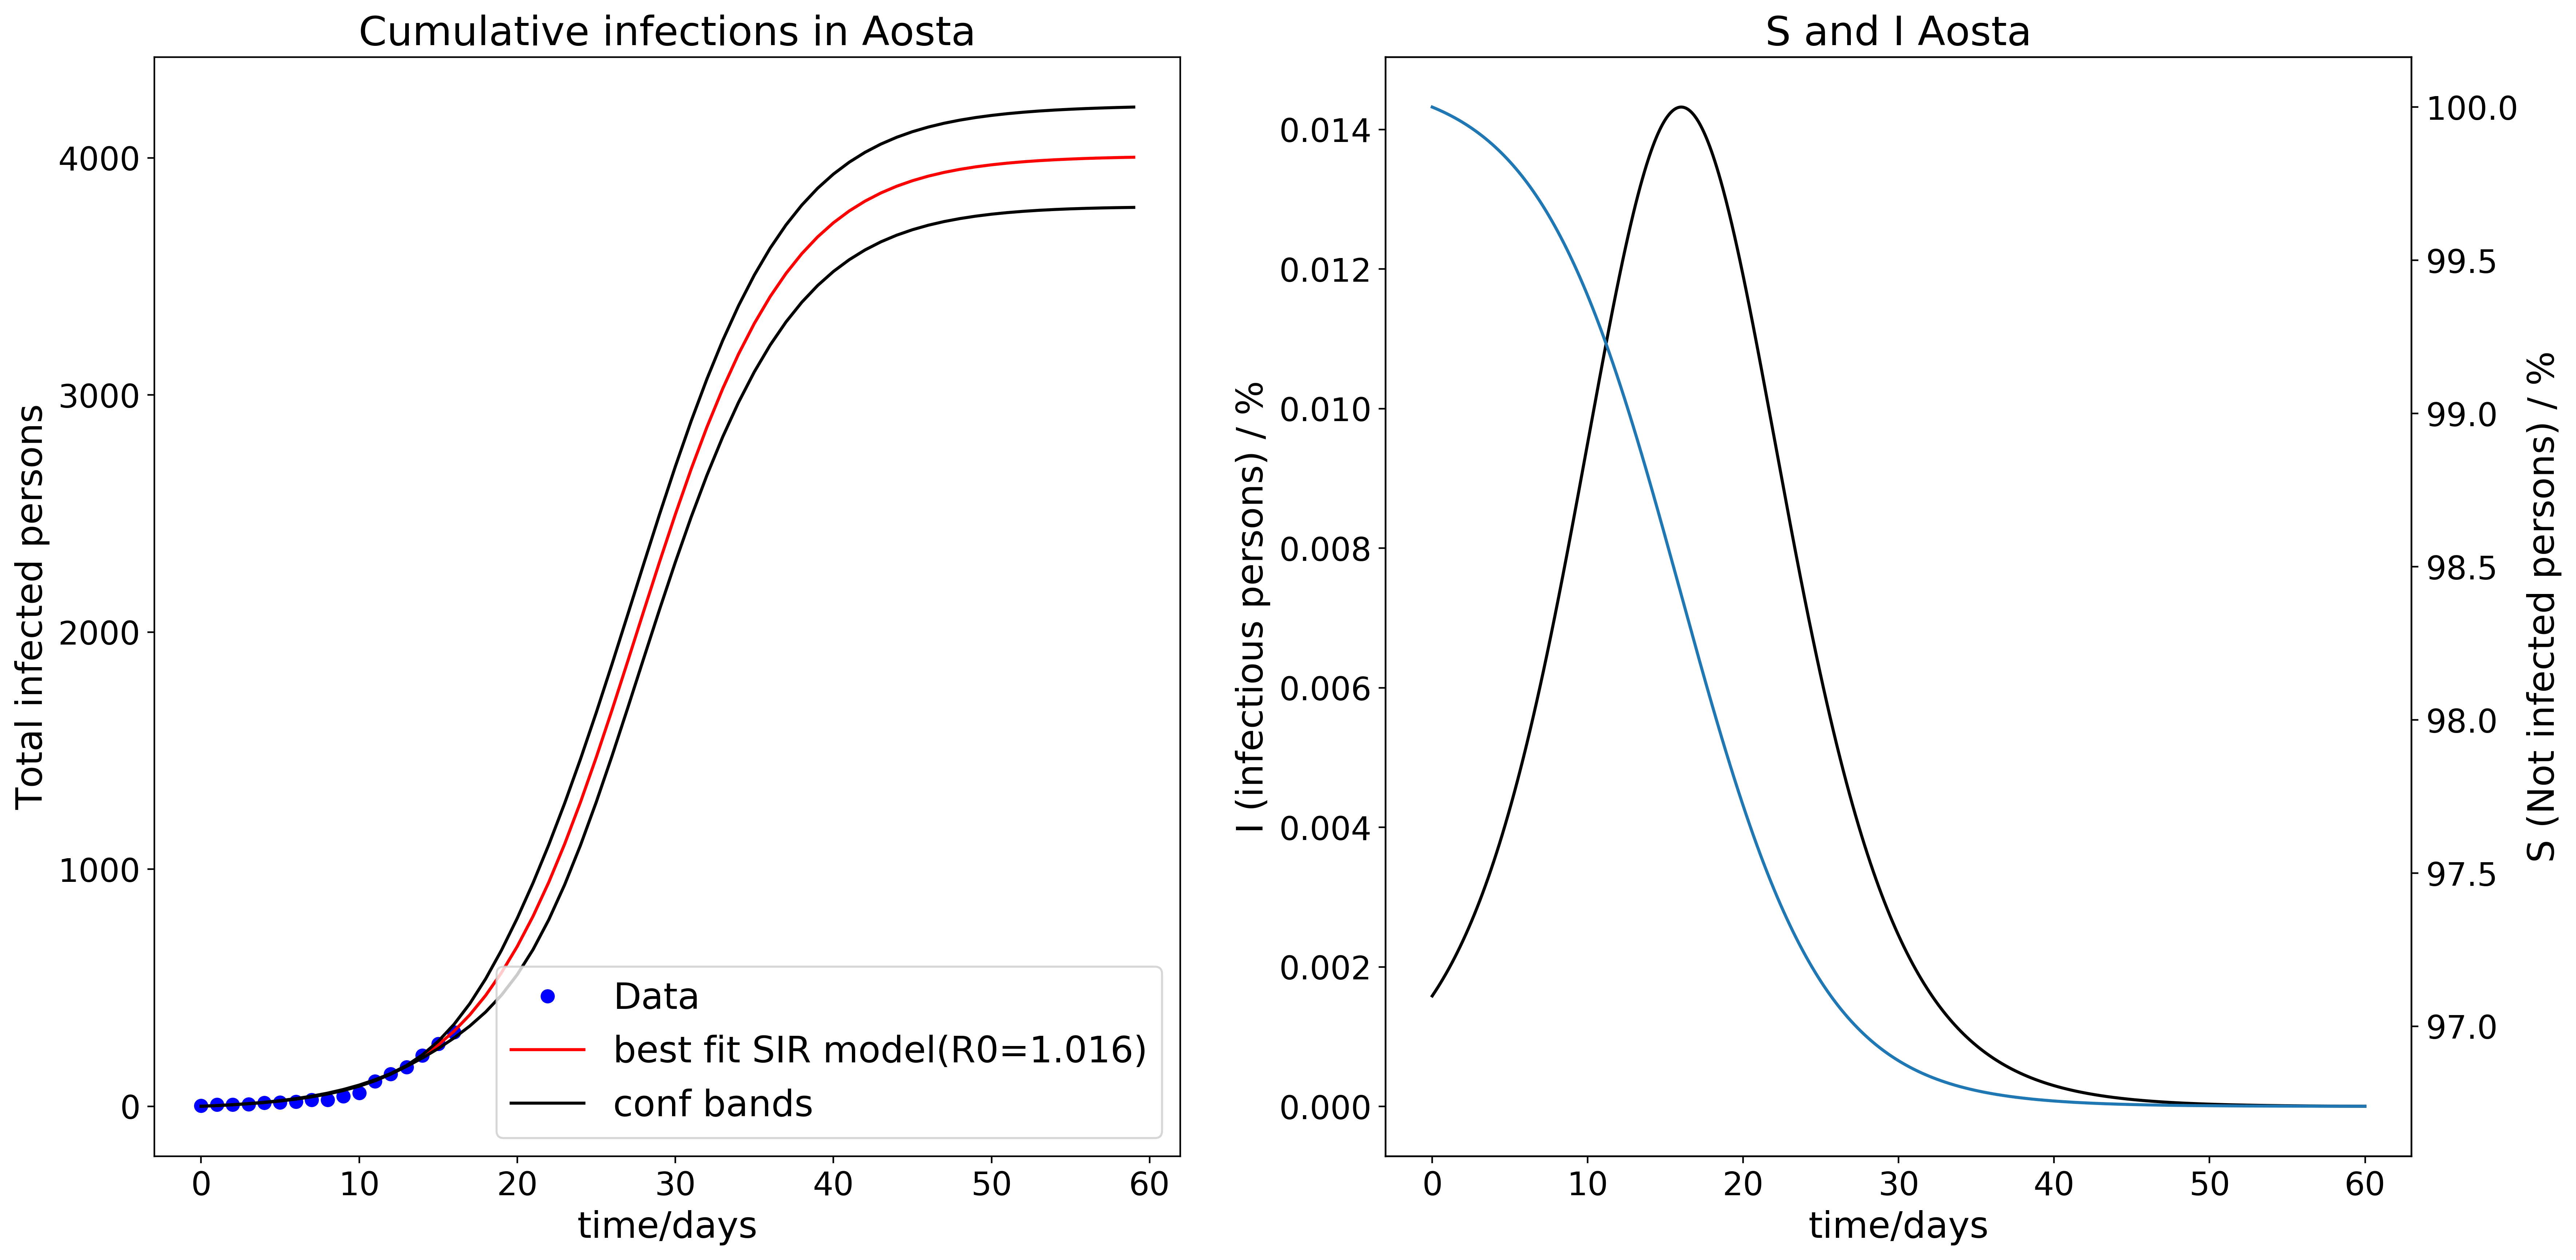 Cumulative infections in Aosta
Total infected persons
4000
3000
2000
1000
0
0 10 20 30 40 50 60
time/days
Data
best fit SIR model(R0=1.016)
conf bands
S and I Aosta
I (infectious persons) / %
0.014
0.012
0.010
0.008
0.006
0.004
0.002
0.000
0 10 20 30 40 50 60
time/days
100.0
99.5
99.0
98.5
98.0
97.5
97.0
S (Not infected persons) / %